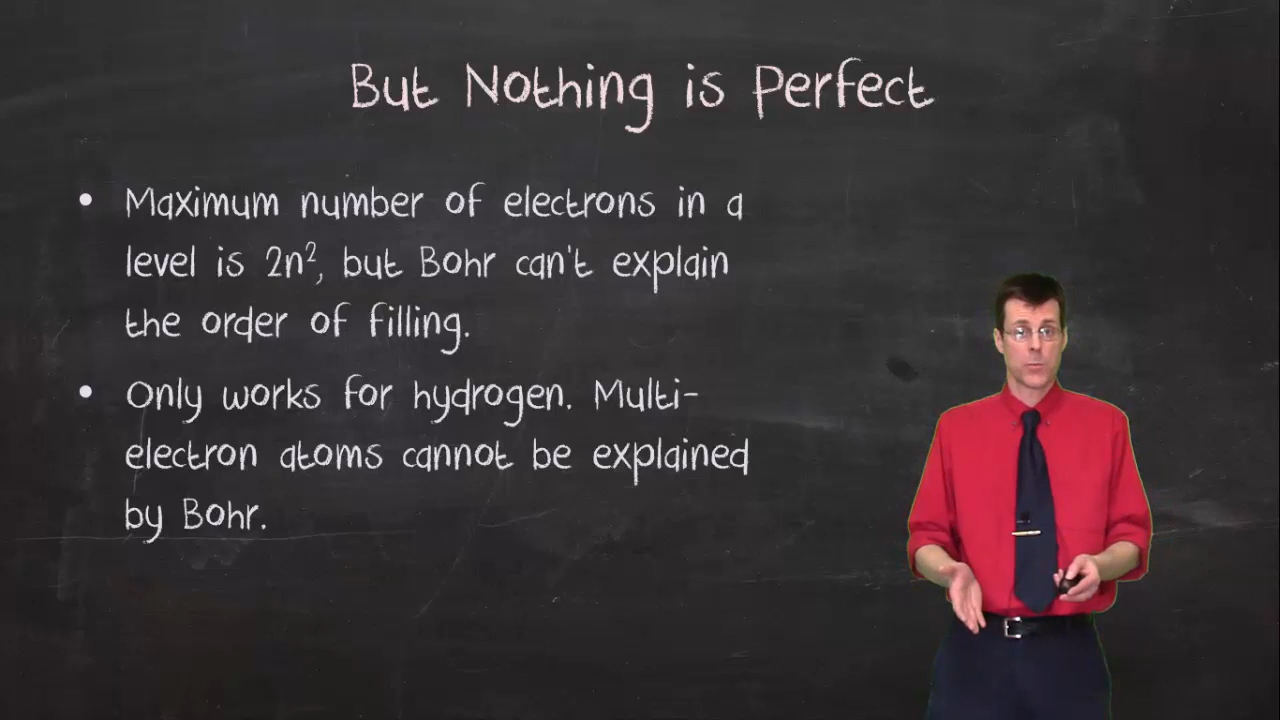 But Nothing is Perfect
• Maximum number of electrons in a
level is 2n², but Bohr can't explain
the order of filling.
• Only works for hydrogen. Multi-
electron atoms cannot be explained
by Bohr.